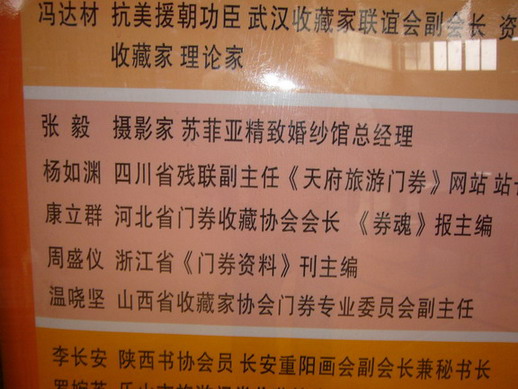 冯达材 抗美援朝功臣 武汉收藏家联谊会副会长 资
收藏家 理论家
张 毅 摄影家 苏菲亚精致婚纱馆总经理
杨如渊 四川省残联副主任《天府旅游门券》网站 站
康立群 河北省门券收藏协会会长 《券魂》报主编
周盛仪 浙江省《门券资料》刊主编
温晓坚 山西省收藏家协会门券专业委员会副主任
李长安 陕西书协会员 长安重阳画会副会长兼秘书长